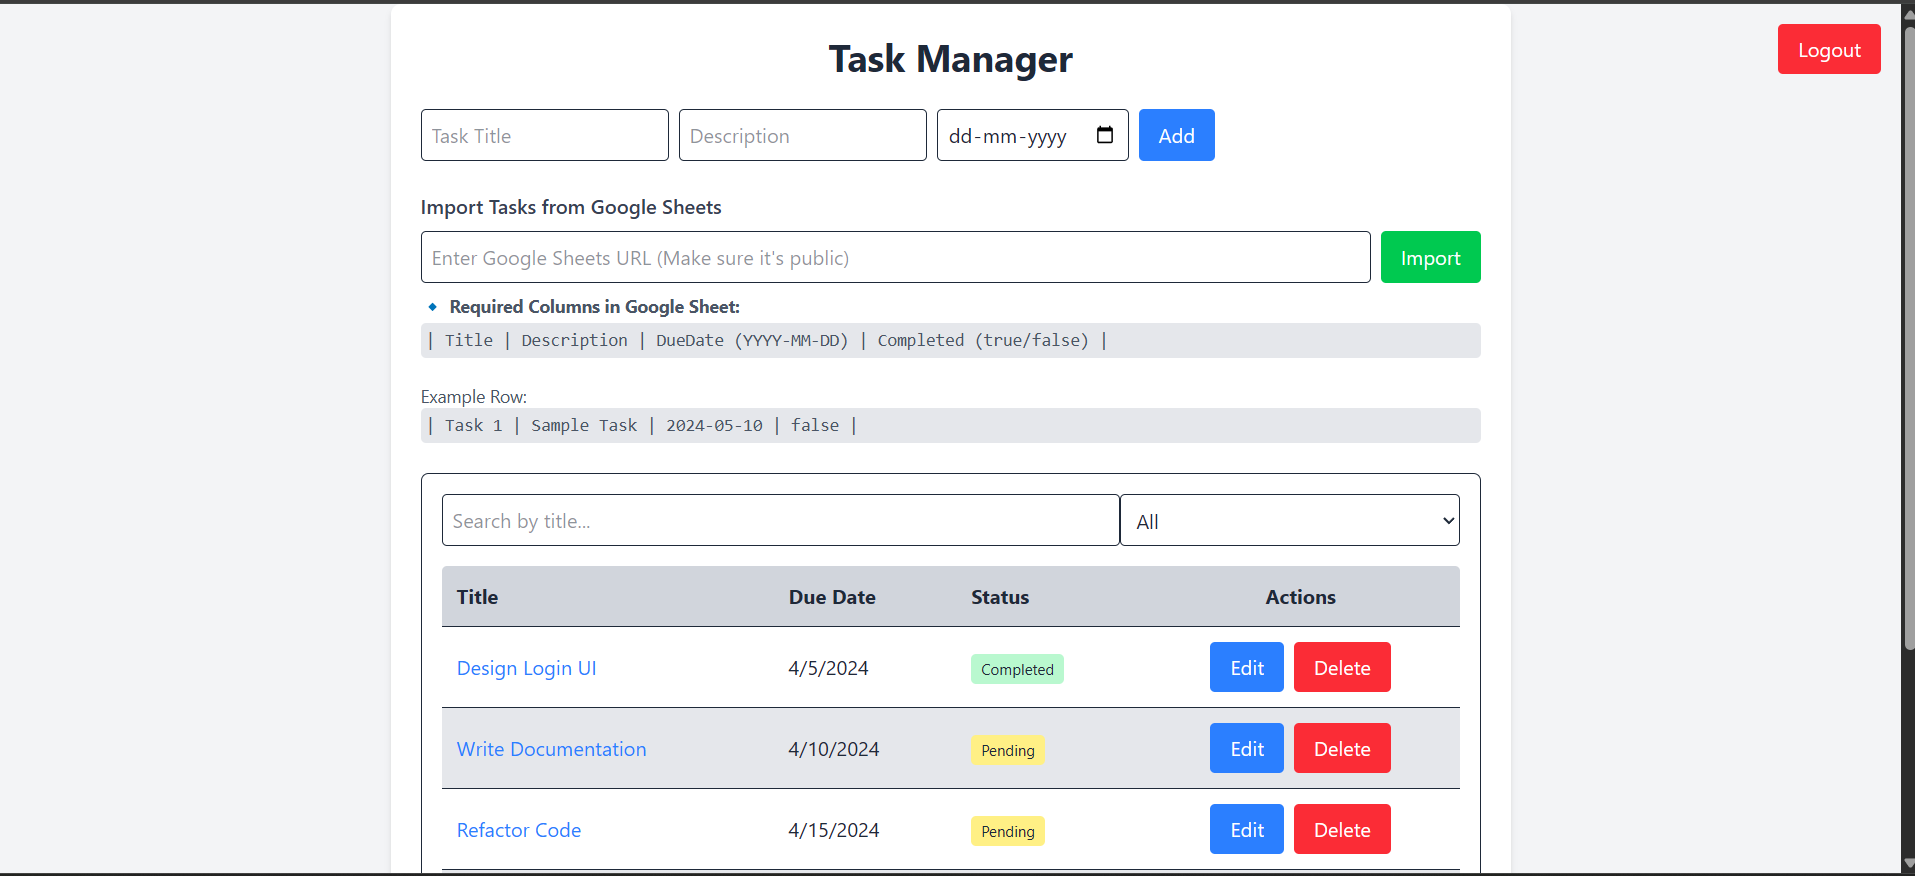 Task Manager
Logout
Task Title
Description
dd-mm-yyyy
Add
Import Tasks from Google Sheets
Enter Google Sheets URL (Make sure it's public)
Import
🔹 Required Columns in Google Sheet:
| Title | Description | DueDate (YYYY-MM-DD) | Completed (true/false) |
Example Row:
| Task 1 | Sample Task | 2024-05-10 | false |
Search by title...
All
Title Due Date Status Actions
Design Login UI 4/5/2024 Completed Edit Delete
Write Documentation 4/10/2024 Pending Edit Delete
Refactor Code 4/15/2024 Pending Edit Delete